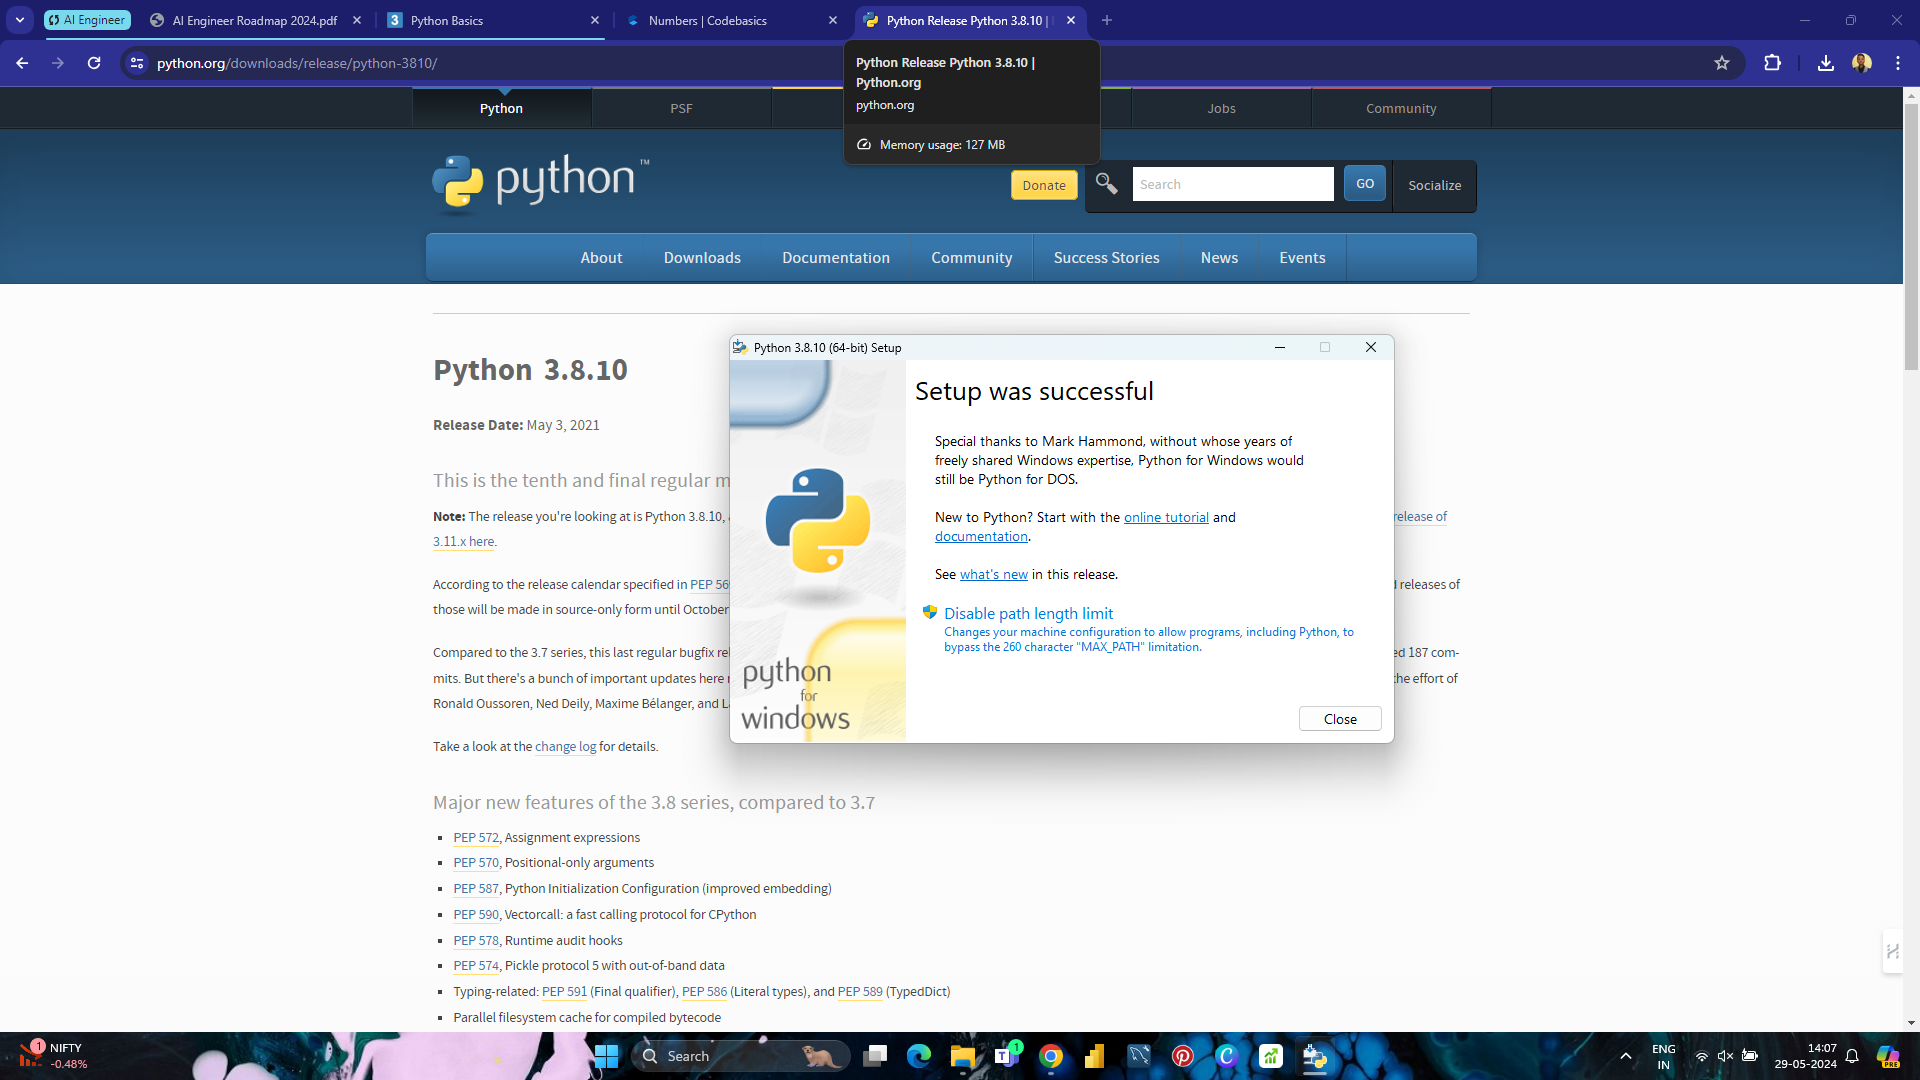 AI Engineer
AI Engineer Roadmap 2024.pdf
3
Python Basics
Numbers | Codebasics
Python Release Python 3.8.10 |
python.org/downloads/release/python-3810/
Python Release Python 3.8.10 |
Python.org
python.org
Memory usage: 127 MB
Python
PSF
Jobs
Community
python™
Donate
Search
GO
Socialize
About
Downloads
Documentation
Community
Success Stories
News
Events
Python 3.8.10
Release Date: May 3, 2021
This is the tenth and final regular m
Note: The release you're looking at is Python 3.8.10,
release of
3.11.x here.
According to the release calendar specified in PEP 56
releases of
those will be made in source-only form until October
Compared to the 3.7 series, this last regular bugfix re
ed 187 com-
mits. But there's a bunch of important updates here
the effort of
Ronald Oussoren, Ned Deily, Maxime Bélanger, and
Take a look at the change log for details.
Python 3.8.10 (64-bit) Setup
Setup was successful
Special thanks to Mark Hammond, without whose years of
freely shared Windows expertise, Python for Windows would
still be Python for DOS.
New to Python? Start with the online tutorial and
documentation.
See what's new in this release.
Disable path length limit
Changes your machine configuration to allow programs, including Python, to
bypass the 260 character "MAX_PATH" limitation.
python
for
windows
Close
Major new features of the 3.8 series, compared to 3.7
PEP 572, Assignment expressions
PEP 570, Positional-only arguments
PEP 587, Python Initialization Configuration (improved embedding)
PEP 590, Vectorcall: a fast calling protocol for CPython
PEP 578, Runtime audit hooks
PEP 574, Pickle protocol 5 with out-of-band data
Typing-related: PEP 591 (Final qualifier), PEP 586 (Literal types), and PEP 589 (TypedDict)
Parallel filesystem cache for compiled bytecode
1
NIFTY
-0.48%
Search
1
ENG
IN
14:07
29-05-2024
PRE